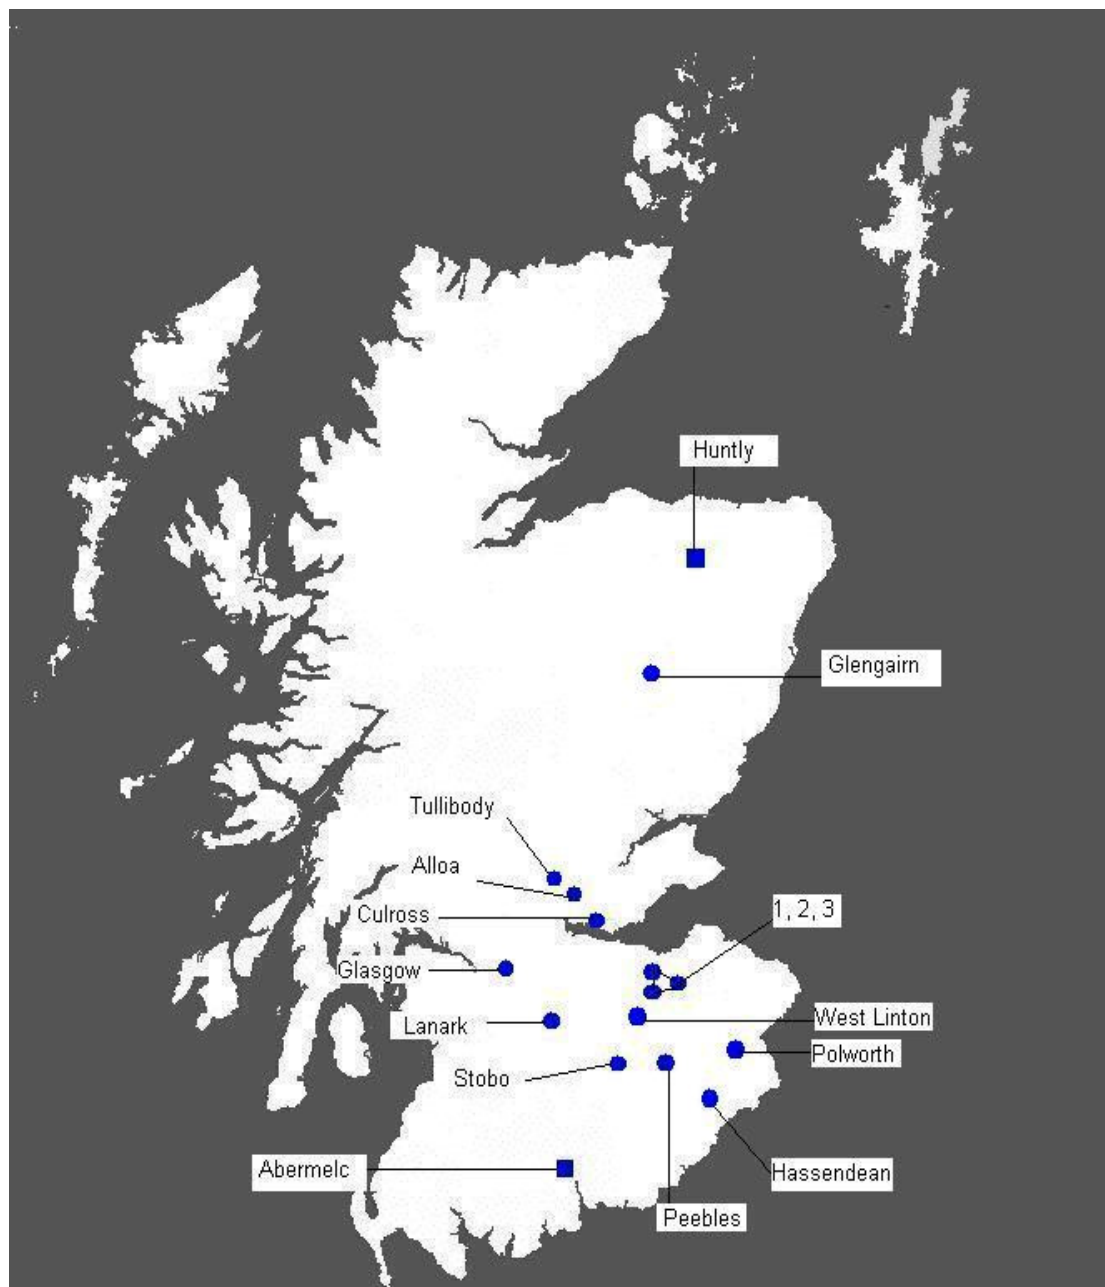 Huntly
Glengairn
Tullibody
Alloa
1, 2, 3
Culross
Glasgow
West Linton
Lanark
Polworth
Stobo
Abermelc
Hassendean
Peebles